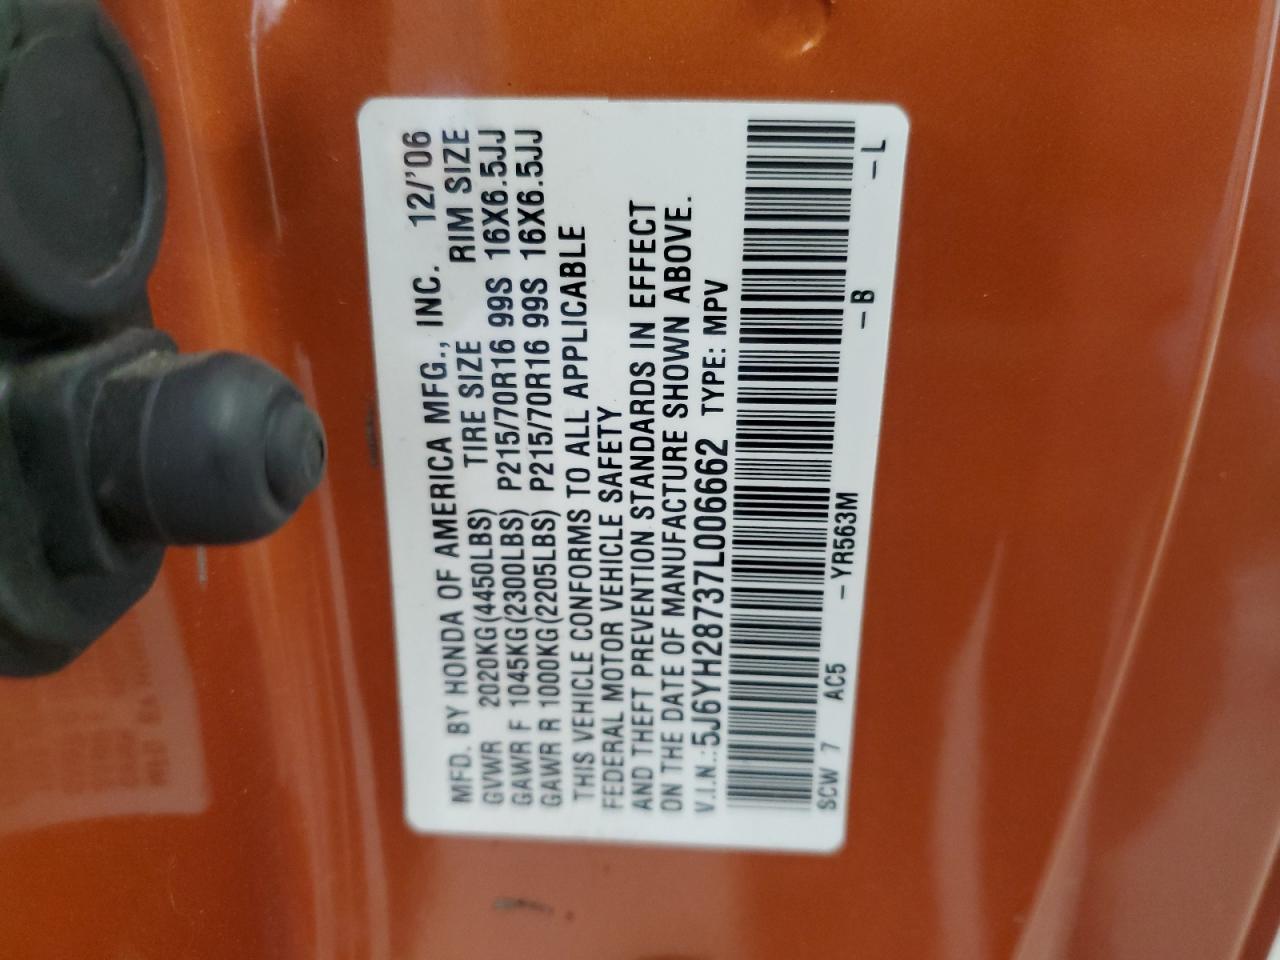 MFD. BY HONDA OF AMERICA MFG., INC. 12/'06
GVWR 2020KG(4450LBS) TIRE SIZE RIM SIZE
GAWR F 1045KG(2300LBS) P215/70R16 99S 16X6.5JJ
GAWR R 1000KG(2205LBS) P215/70R16 99S 16X6.5JJ
THIS VEHICLE CONFORMS TO ALL APPLICABLE
FEDERAL MOTOR VEHICLE SAFETY
AND THEFT PREVENTION STANDARDS IN EFFECT
ON THE DATE OF MANUFACTURE SHOWN ABOVE.
V.I.N.:5J6YH28737L006662 TYPE: MPV
SCW 7 AC5 -YR563M -B -L